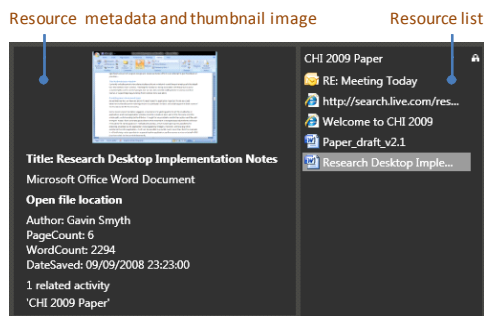 Resource metadata and thumbnail image
Resource list
Title: Research Desktop Implementation Notes
Microsoft Office Word Document
Open file location
Author: Gavin Smyth
PageCount: 6
WordCount: 2294
DateSaved: 09/09/2008 23:23:00
1 related activity
'CHI 2009 Paper'
CHI 2009 Paper
RE: Meeting Today
http://search.live.com/res...
Welcome to CHI 2009
Paper_draft_v2.1
Research Desktop Imple...